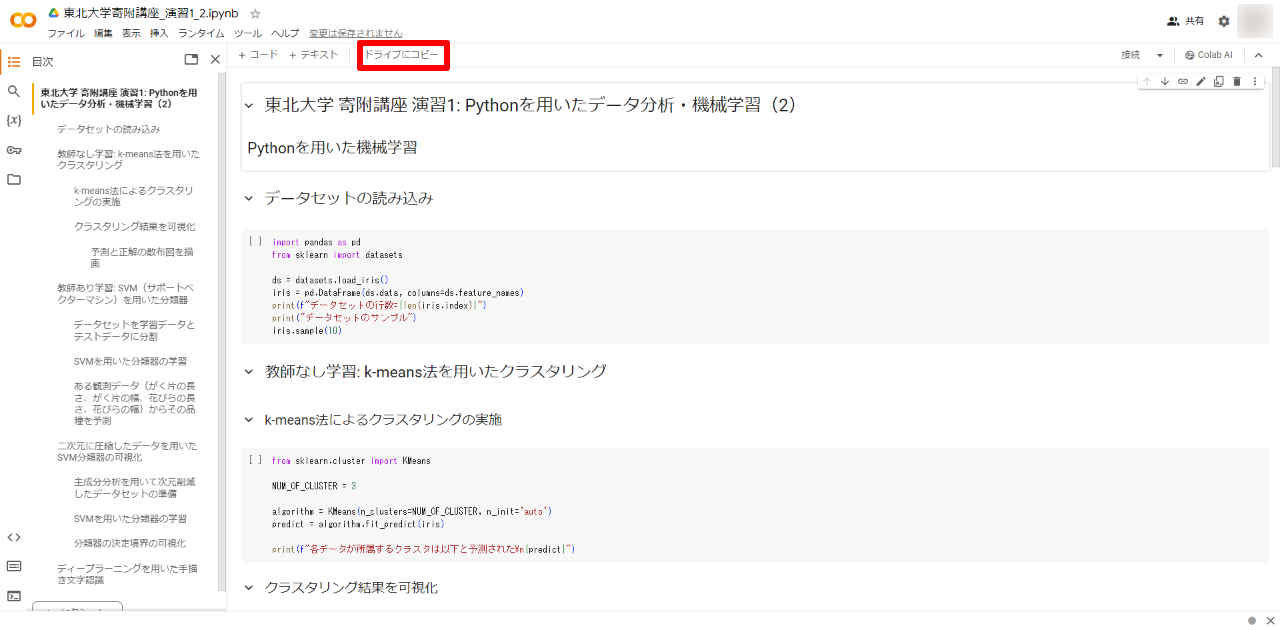 東北大学寄附講座_演習1_2.ipynb
ファイル 編集 表示 挿入 ランタイム ツール ヘルプ 変更は保存されません
共有
+ コード + テキスト ドライブにコピー
接続 Colab AI
目次
東北大学 寄附講座 演習1: Pythonを用
いたデータ分析・機械学習（2）
データセットの読み込み
教師なし学習: k-means法を用いた
クラスタリング
k-means法によるクラスタリ
ングの実施
クラスタリング結果を可視化
予測と正解の散布図を描
画
教師あり学習: SVM（サポートベ
クターマシン）を用いた分類器
データセットを学習データと
テストデータに分割
SVMを用いた分類器の学習
ある観測データ（がく片の長
さ、がく片の幅、花びらの長
さ、花びらの幅）からその品
種を予測
二次元に圧縮したデータを用いた
SVM分類器の可視化
主成分分析を用いて次元削減
したデータセットの準備
SVMを用いた分類器の学習
分類器の決定境界の可視化
ディープラーニングを用いた手描
き文字認識
東北大学 寄附講座 演習1: Pythonを用いたデータ分析・機械学習（2）
Pythonを用いた機械学習
データセットの読み込み
[ ] import pandas as pd
from sklearn import datasets
ds = datasets.load_iris()
iris = pd.DataFrame(ds.data, columns=ds.feature_names)
print(f"データセットの行数={len(iris.index)}")
print("データセットのサンプル")
iris.sample(10)
教師なし学習: k-means法を用いたクラスタリング
k-means法によるクラスタリングの実施
[ ] from sklearn.cluster import KMeans
NUM_OF_CLUSTER = 3
algorithm = KMeans(n_clusters=NUM_OF_CLUSTER, n_init='auto')
predict = algorithm.fit_predict(iris)
print(f"各データが所属するクラスタは以下と予測された¥n{predict}")
クラスタリング結果を可視化